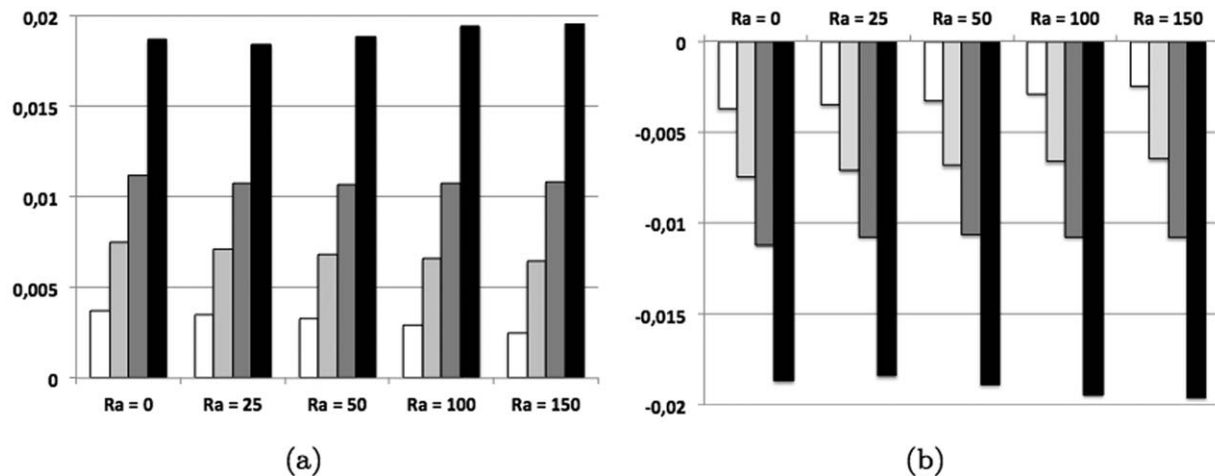 0,02
0,015
0,01
0,005
0
Ra = 0 Ra = 25 Ra = 50 Ra = 100 Ra = 150
(a)
Ra = 0 Ra = 25 Ra = 50 Ra = 100 Ra = 150
0
-0,005
-0,01
-0,015
-0,02
(b)